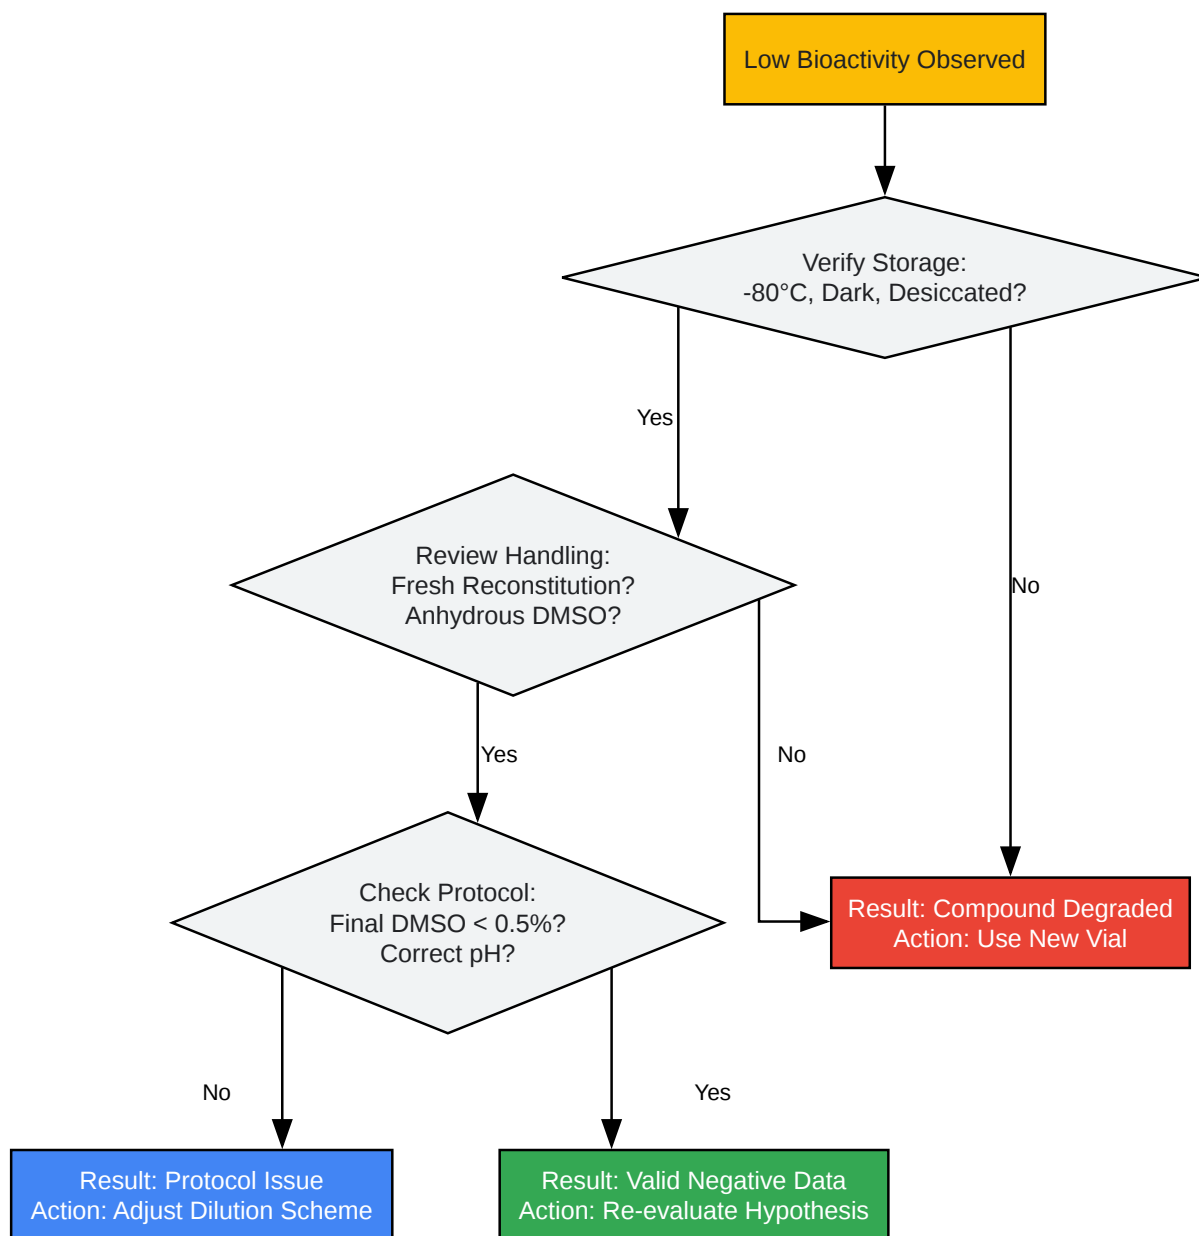 Low Bioactivity Observed
Verify Storage:
-80°C, Dark, Desiccated?
Yes
Review Handling:
Fresh Reconstitution?
Anhydrous DMSO?
No
Yes
No
Check Protocol:
Final DMSO < 0.5%?
Correct pH?
Result: Compound Degraded
Action: Use New Vial
No
Yes
Result: Protocol Issue
Action: Adjust Dilution Scheme
Result: Valid Negative Data
Action: Re-evaluate Hypothesis